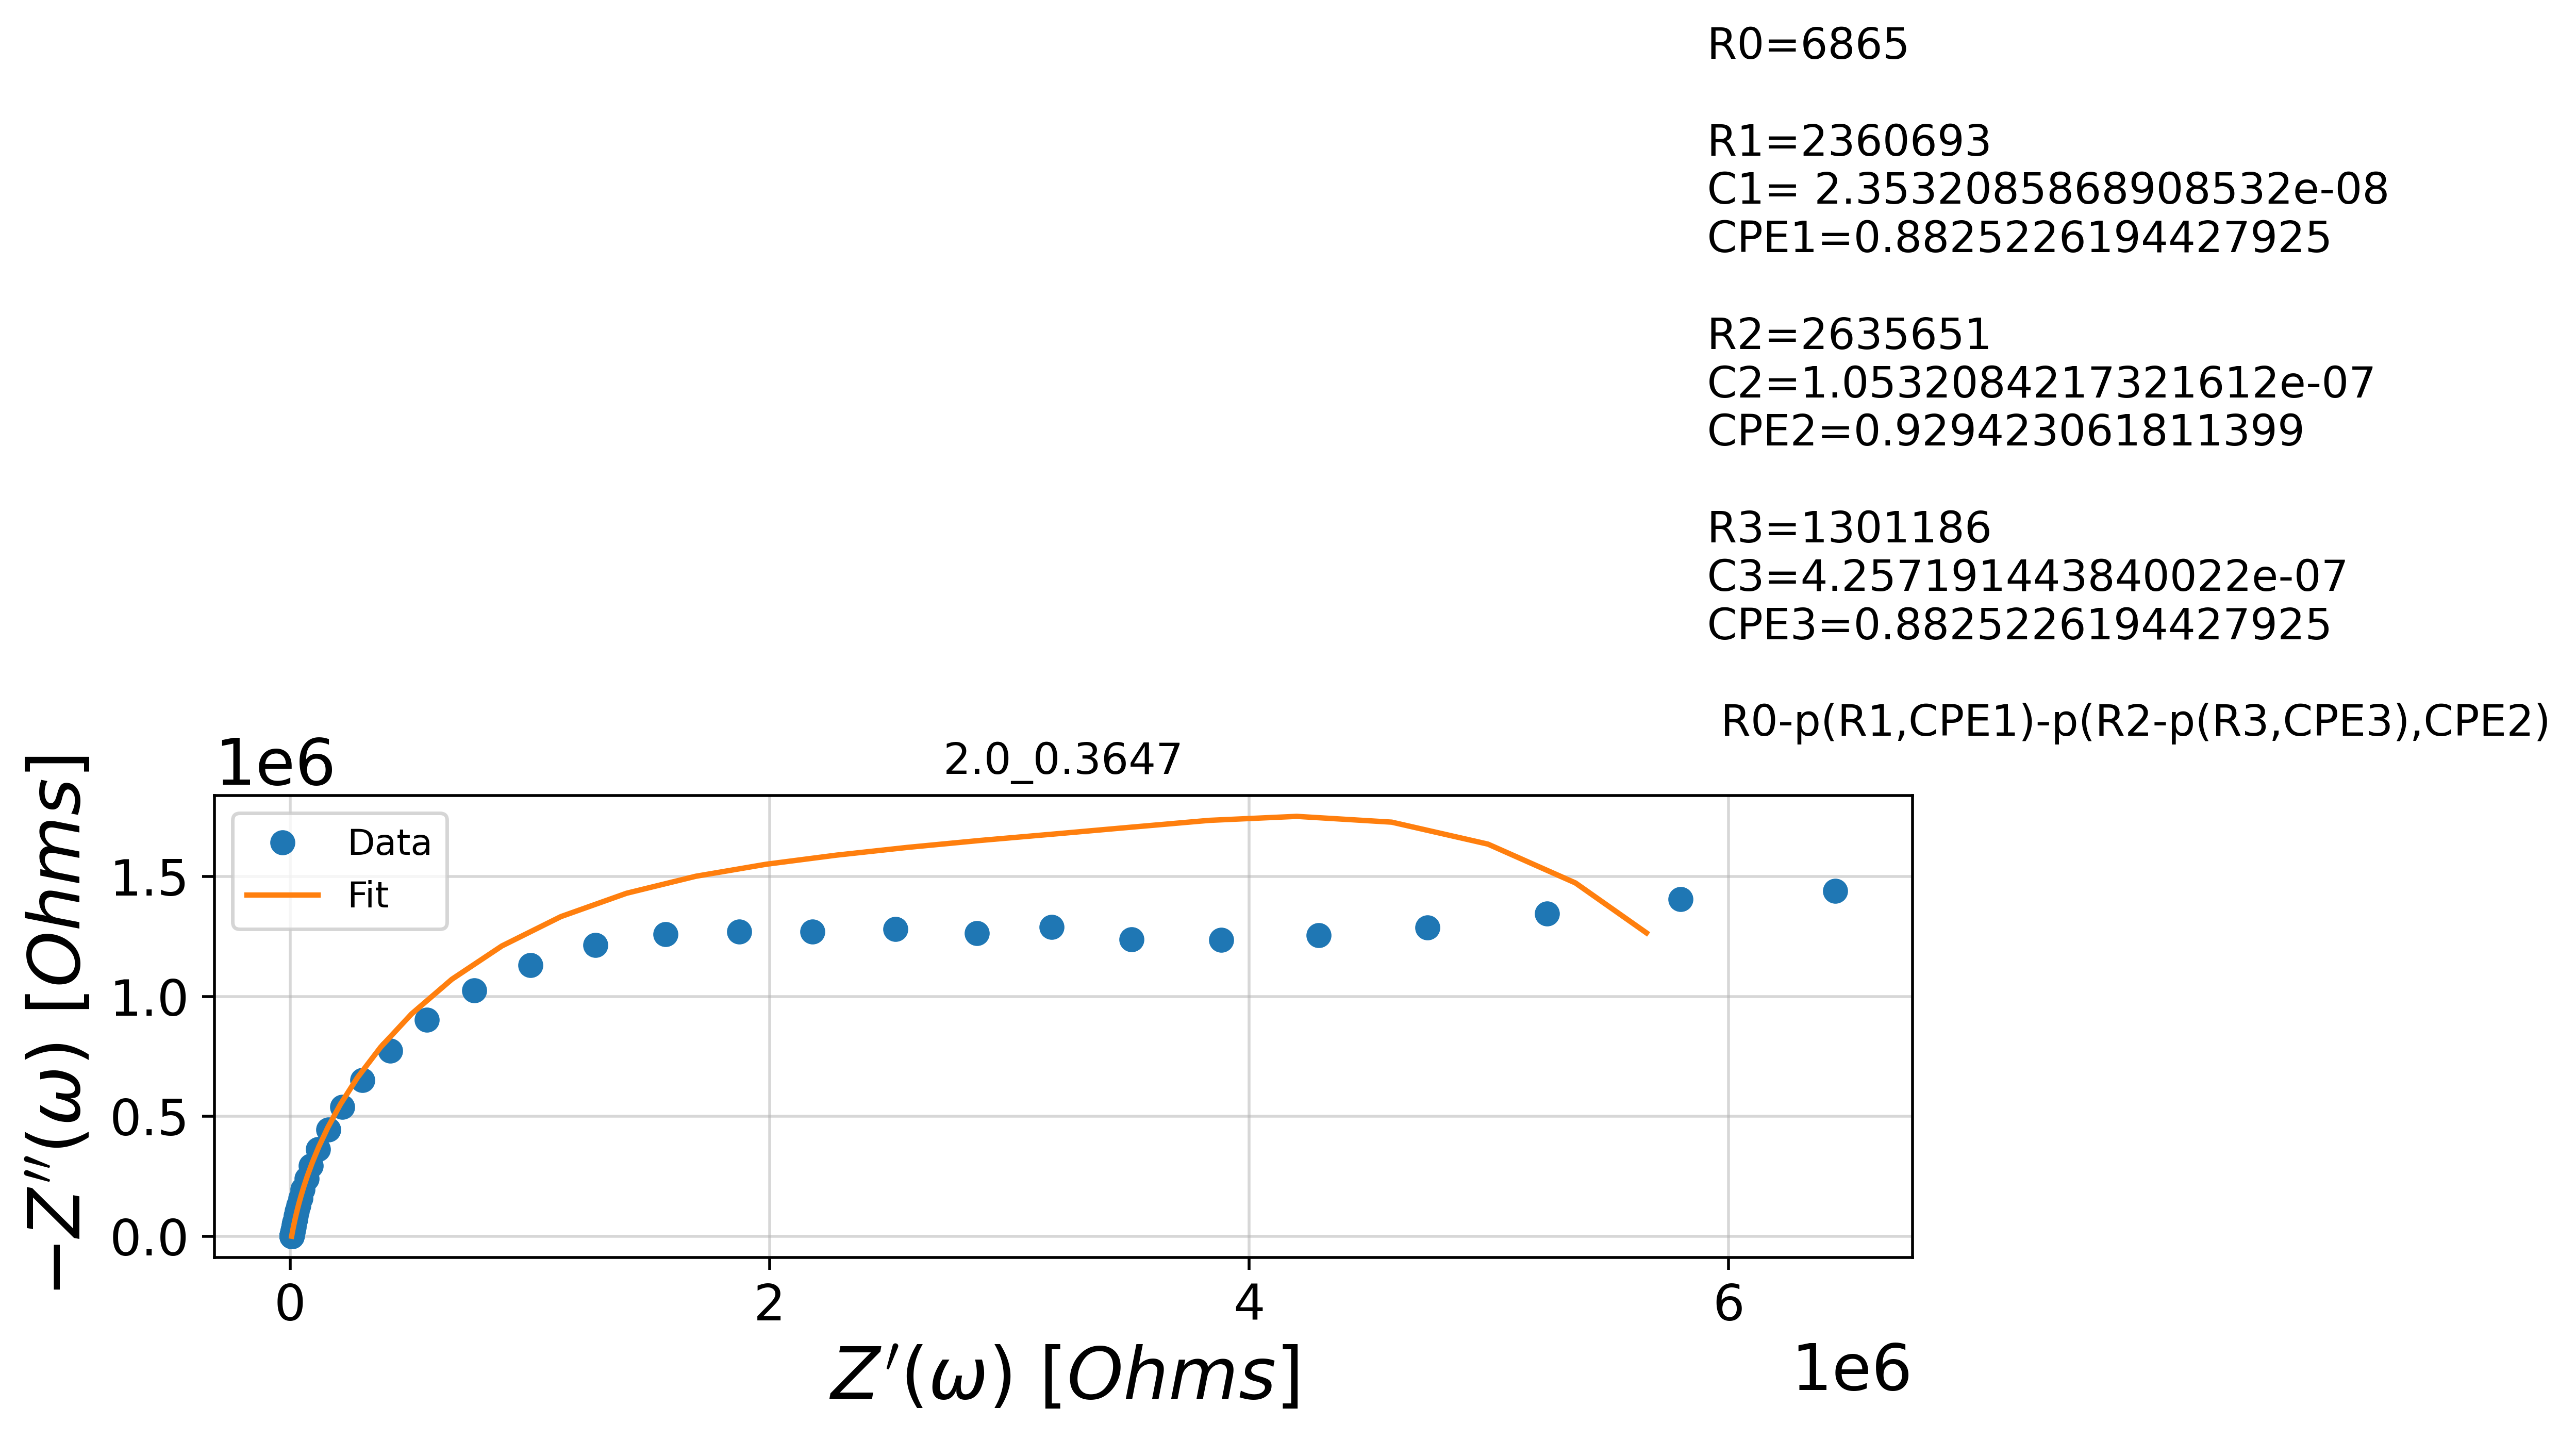 R0=6865
R1=2360693
C1= 2.3532085868908532e-08
CPE1=0.8825226194427925
R2=2635651
C2=1.0532084217321612e-07
CPE2=0.929423061811399
R3=1301186
C3=4.257191443840022e-07
CPE3=0.8825226194427925
R0-p(R1,CPE1)-p(R2-p(R3,CPE3),CPE2)
1e6
2.0_0.3647
Data
Fit
1.5
1.0
0.5
0.0
−Z′′(ω) [Ohms]
0 2 4 6
Z′(ω) [Ohms]
1e6